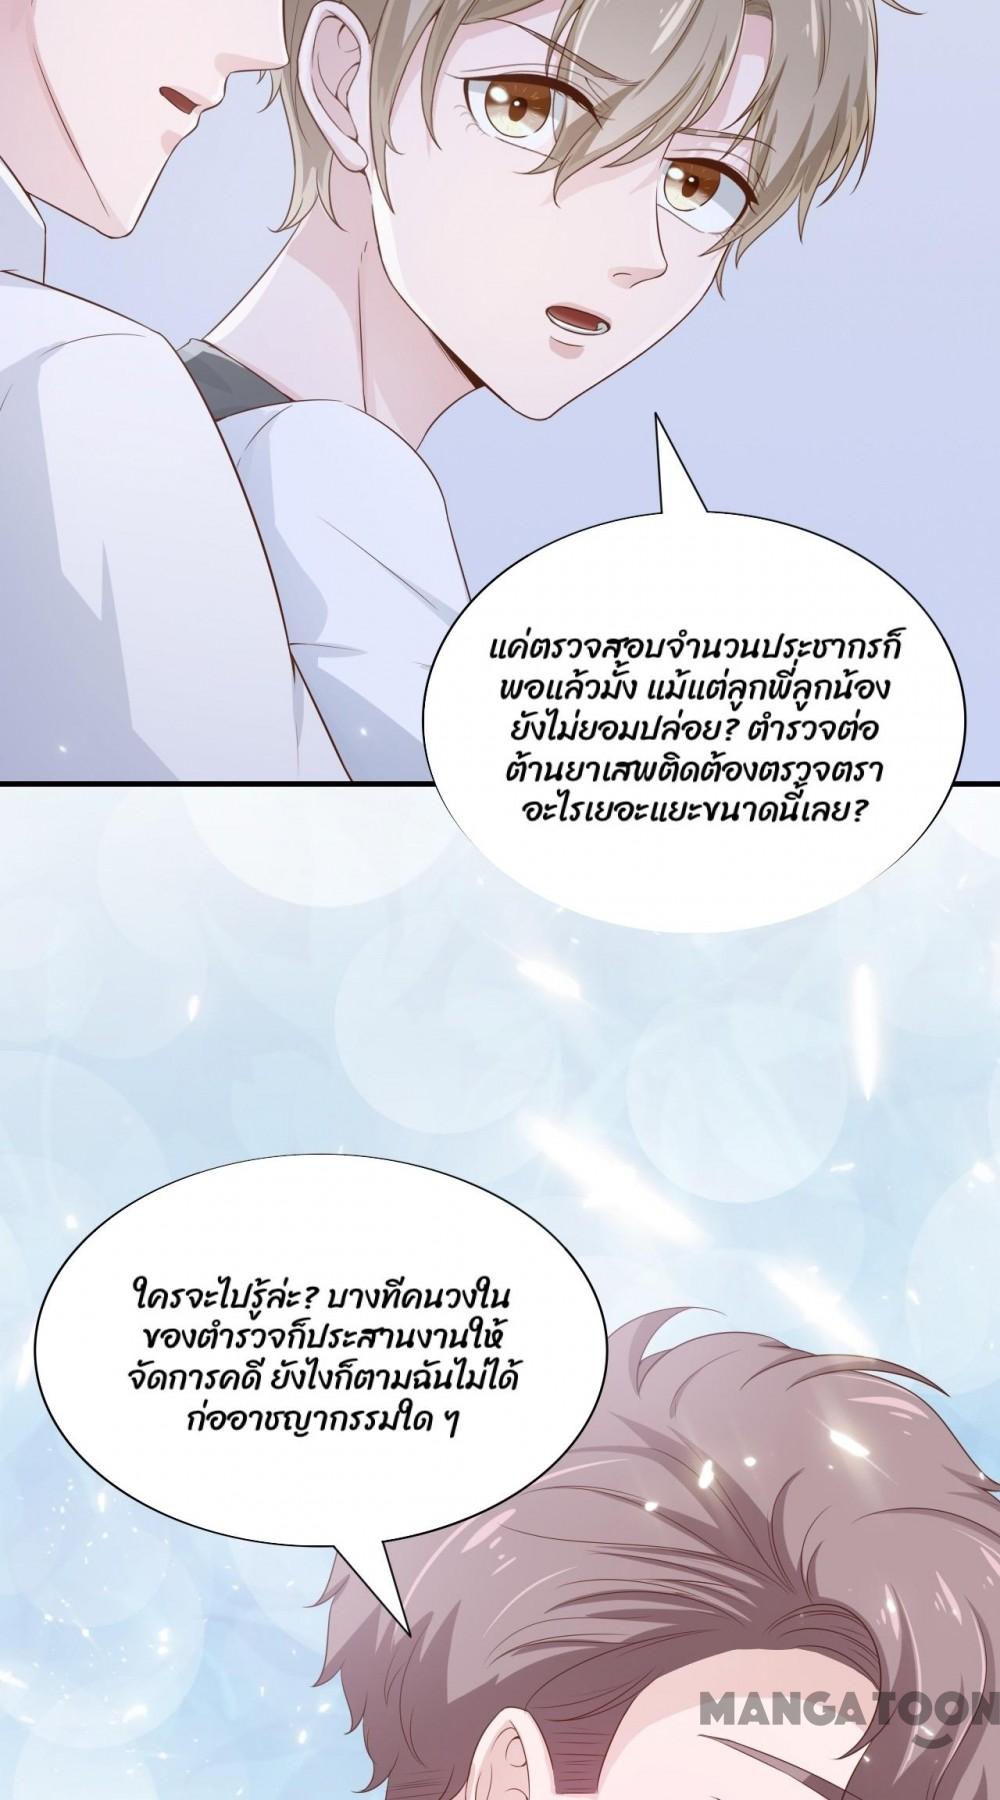 แค่ตรวจสอบจำนวนประชากรก็
พอแล้วมั้ง แม้แต่ลูกพี่ลูกน้อง
ยังไม่ยอมปล่อย? ตำรวจต่อ
ต้านยาเสพติดต้องตรวจตรา
อะไรเยอะแยะขนาดนี้เลย?
ใครจะไปรู้ล่ะ? บางทีคนวงใน
ของตำรวจก็ประสานงานให้
จัดการคดี ยังไงก็ตามฉันไม่ได้
ก่ออาชญากรรมใด ๆ
MANGATOON